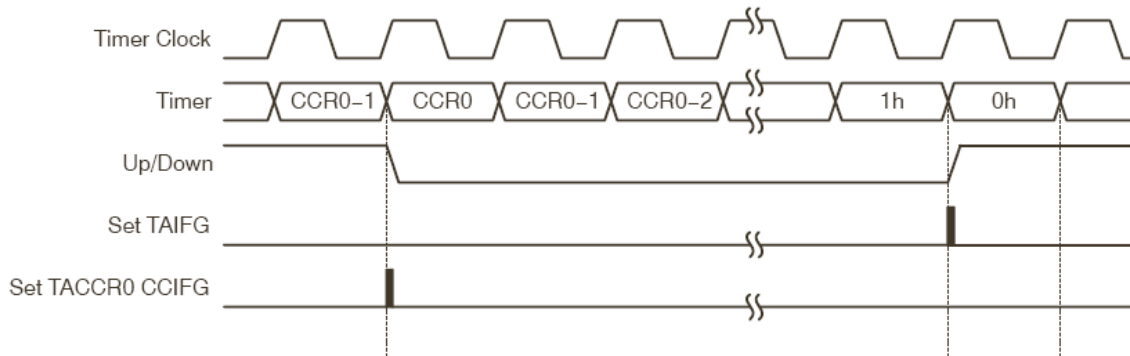 Timer Clock
Timer CCR0–1 CCR0 CCR0–1 CCR0–2 1h 0h
Up/Down
Set TAIFG
Set TACCR0 CCIFG